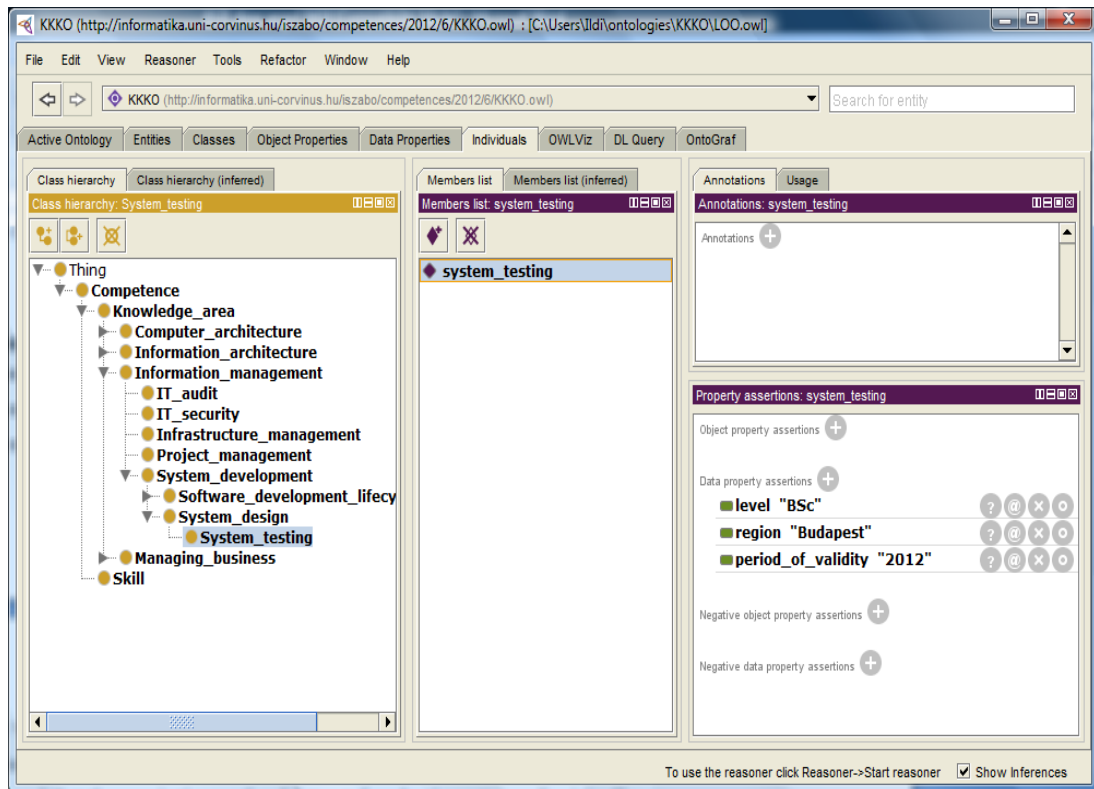 KKKO (http://informatika.uni-corvinus.hu/iszabo/competences/2012/6/KKKO.owl) : [C:\Users\Ildi\ontologies\KKKO\LOO.owl]
File Edit View Reasoner Tools Refactor Window Help
KKKO (http://informatika.uni-corvinus.hu/iszabo/competences/2012/6/KKKO.owl)
Search for entity
Active Ontology Entities Classes Object Properties Data Properties Individuals OWLViz DL Query OntoGraf
Class hierarchy Class hierarchy (inferred)
Class hierarchy: System_testing
Thing
Competence
Knowledge_area
Computer_architecture
Information_architecture
Information_management
IT_audit
IT_security
Infrastructure_management
Project_management
System_development
Software_development_lifecy
System_design
System_testing
Managing_business
Skill
Members list Members list (inferred)
Members list: system_testing
system_testing
Annotations Usage
Annotations: system_testing
Annotations
Property assertions: system_testing
Object property assertions
Data property assertions
level "BSc"
region "Budapest"
period_of_validity "2012"
Negative object property assertions
Negative data property assertions
To use the reasoner click Reasoner->Start reasoner Show Inferences